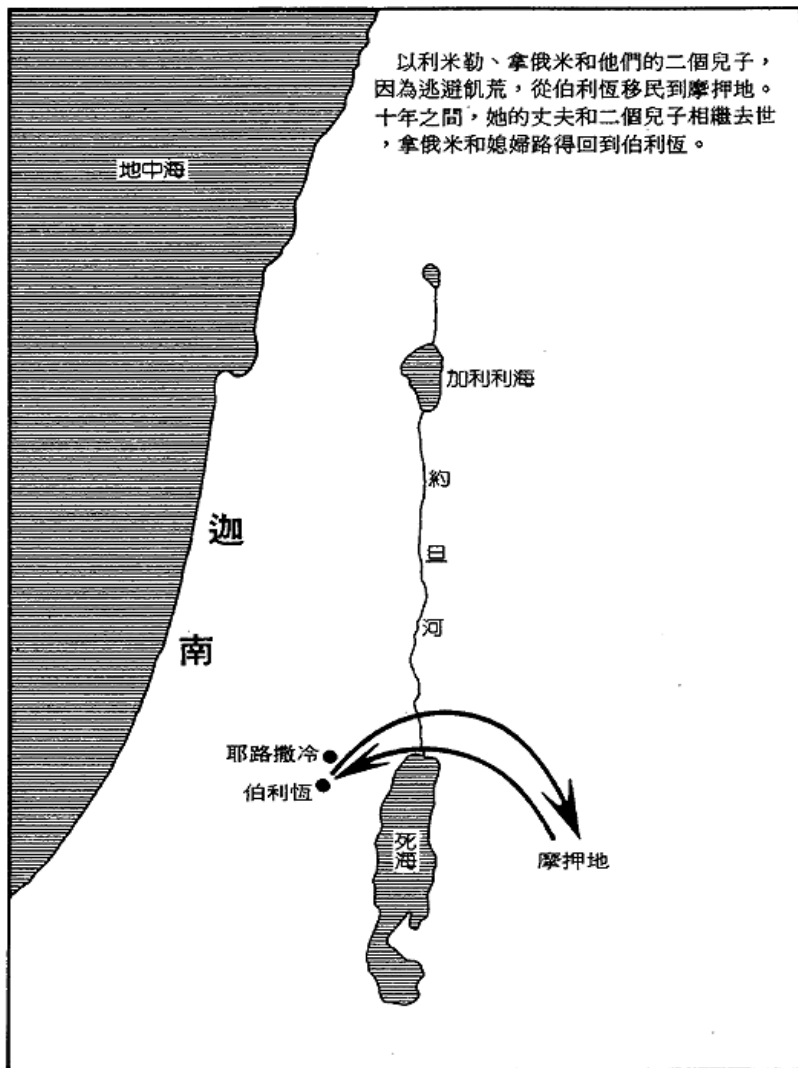 以利米勒、拿俄米和他們的二個兒子，
因為逃避飢荒，從伯利恆移民到摩押地。
十年之間，她的丈夫和二個兒子相繼去世
，拿俄米和媳婦路得回到伯利恆。
地中海
加利利海
約
旦
河
迦
南
耶路撒冷
伯利恆
死
海
摩押地